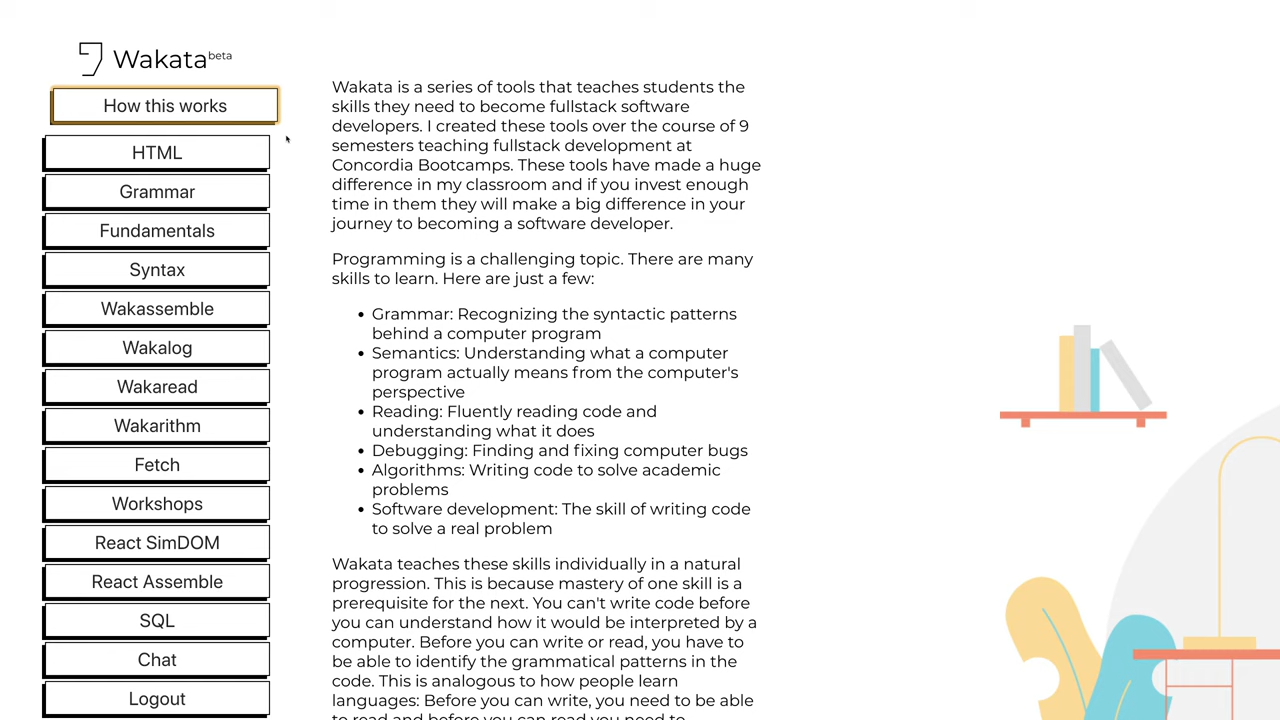 Wakata beta
How this works
HTML
Grammar
Fundamentals
Syntax
Wakassemble
Wakalog
Wakaread
Wakarithm
Fetch
Workshops
React SimDOM
React Assemble
SQL
Chat
Logout
Wakata is a series of tools that teaches students the
skills they need to become fullstack software
developers. I created these tools over the course of 9
semesters teaching fullstack development at
Concordia Bootcamps. These tools have made a huge
difference in my classroom and if you invest enough
time in them they will make a big difference in your
journey to becoming a software developer.
Programming is a challenging topic. There are many
skills to learn. Here are just a few:
• Grammar: Recognizing the syntactic patterns
behind a computer program
• Semantics: Understanding what a computer
program actually means from the computer's
perspective
• Reading: Fluently reading code and
understanding what it does
• Debugging: Finding and fixing computer bugs
• Algorithms: Writing code to solve academic
problems
• Software development: The skill of writing code
to solve a real problem
Wakata teaches these skills individually in a natural
progression. This is because mastery of one skill is a
prerequisite for the next. You can't write code before
you can understand how it would be interpreted by a
computer. Before you can write or read, you have to
be able to identify the grammatical patterns in the
code. This is analogous to how people learn
languages: Before you can write, you need to be able
to read and before you can read you need to